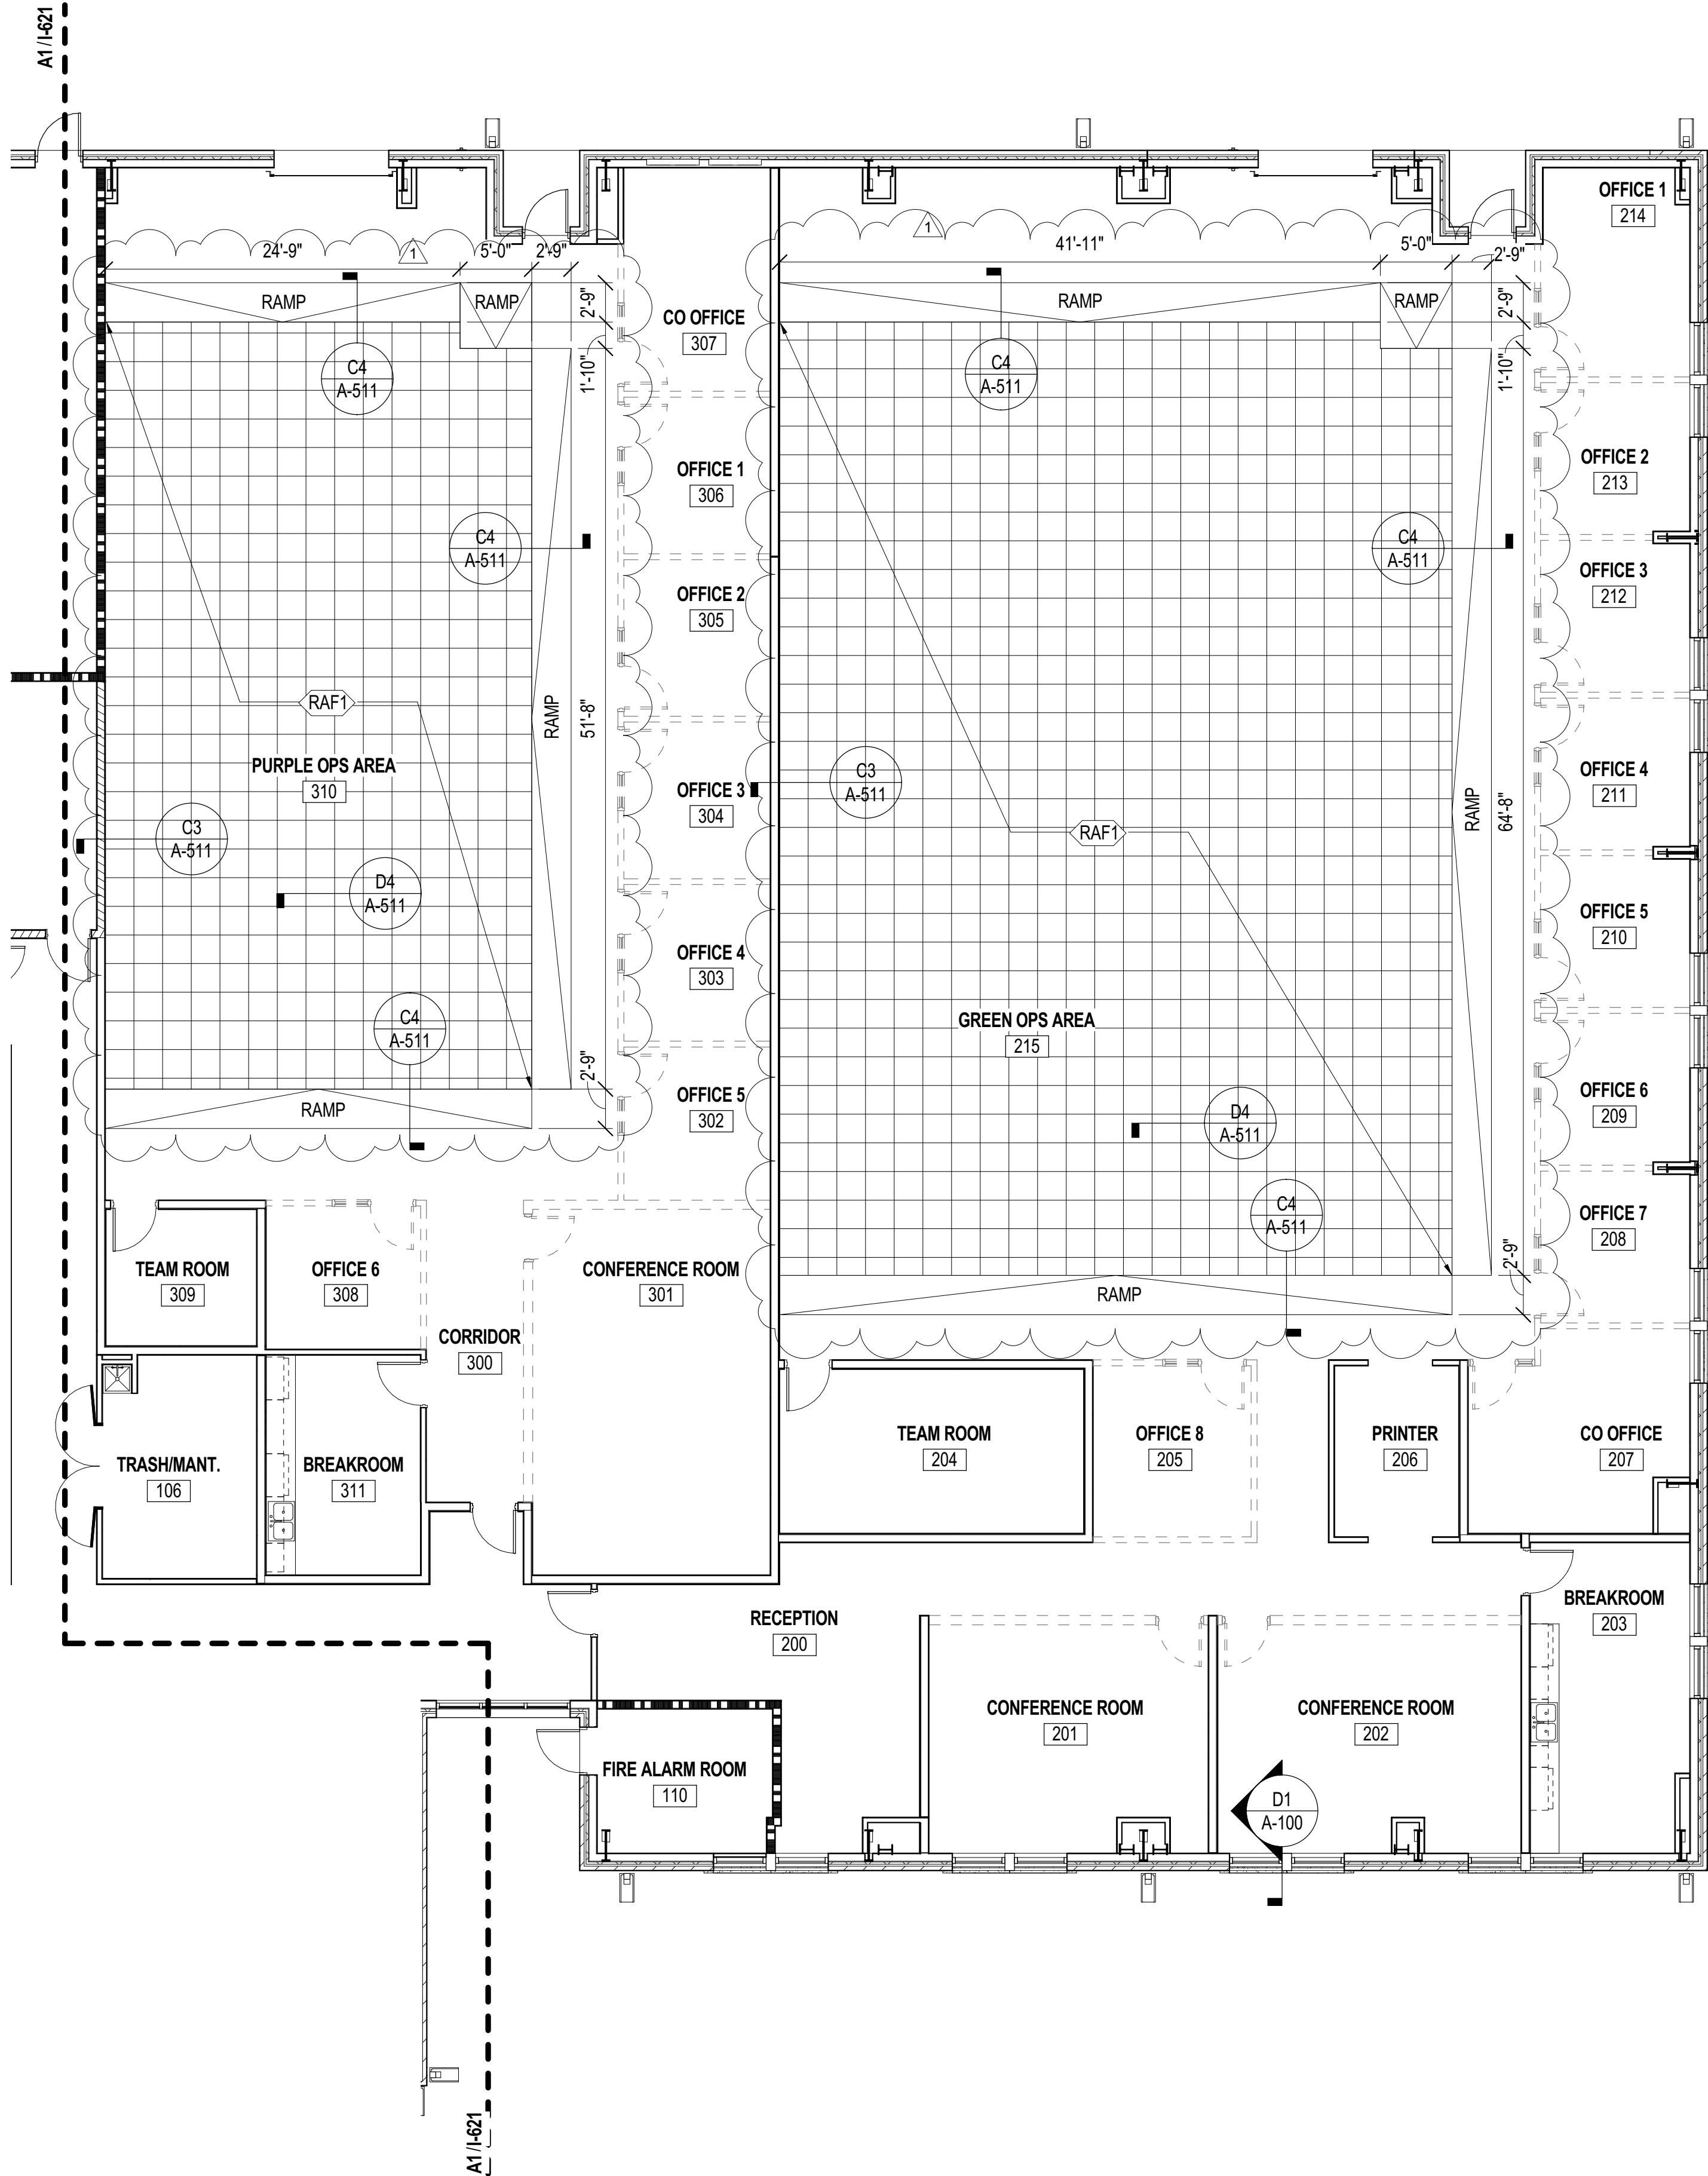 A1 / I-621
OFFICE 1
214
1
1
24'-9"
5'-0"
2'-9"
41'-11"
5'-0"
2'-9"
RAMP
RAMP
2'-9"
CO OFFICE
307
RAMP
RAMP
2'-9"
C4
A-511
1'-10"
C4
A-511
1'-10"
OFFICE 1
306
OFFICE 2
213
C4
A-511
C4
A-511
OFFICE 2
305
OFFICE 3
212
RAF1
RAMP
51'-8"
PURPLE OPS AREA
310
OFFICE 3
304
C3
A-511
OFFICE 4
211
RAMP
64'-8"
C3
A-511
RAF1
D4
A-511
OFFICE 5
210
OFFICE 4
303
C4
A-511
GREEN OPS AREA
215
2'-9"
OFFICE 5
302
RAMP
D4
A-511
OFFICE 6
209
C4
A-511
OFFICE 7
208
2'-9"
TEAM ROOM
309
OFFICE 6
308
CONFERENCE ROOM
301
RAMP
CORRIDOR
300
TRASH/MANT.
106
BREAKROOM
311
TEAM ROOM
204
OFFICE 8
205
PRINTER
206
CO OFFICE
207
RECEPTION
200
BREAKROOM
203
CONFERENCE ROOM
201
CONFERENCE ROOM
202
FIRE ALARM ROOM
110
D1
A-100
A1 / I-621